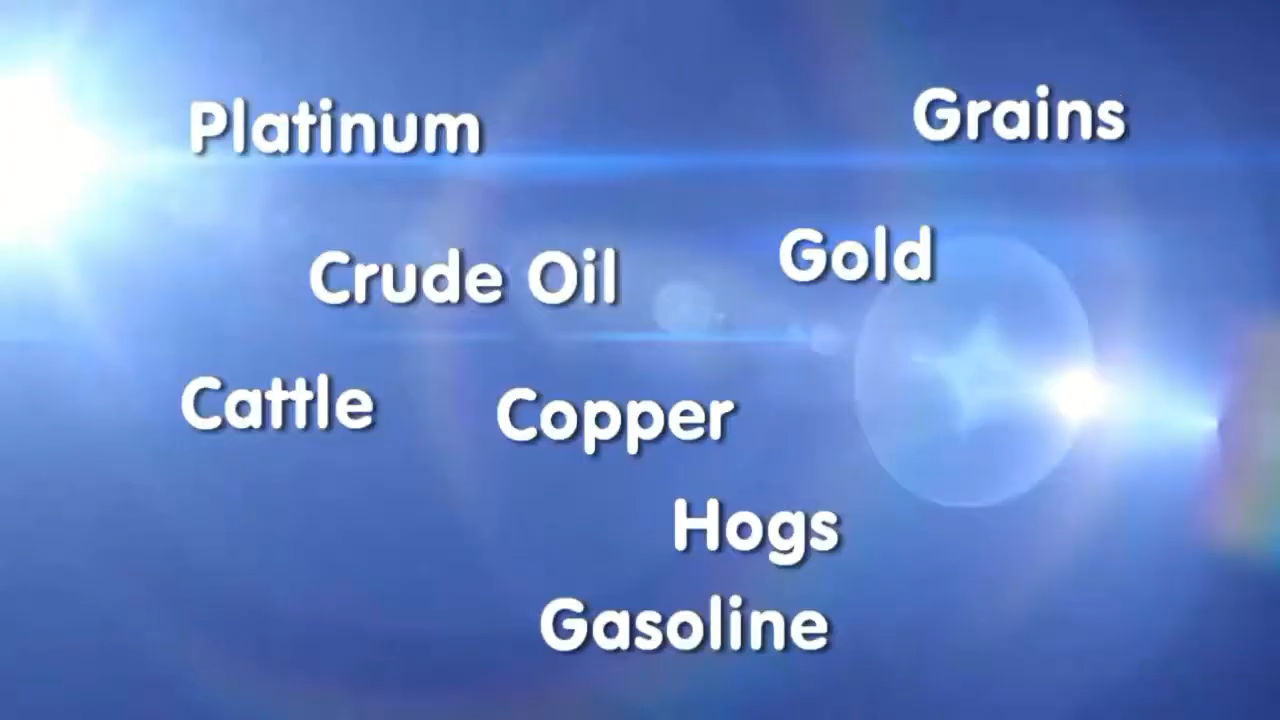 Platinum
Grains
Crude Oil
Gold
Cattle
Copper
Hogs
Gasoline